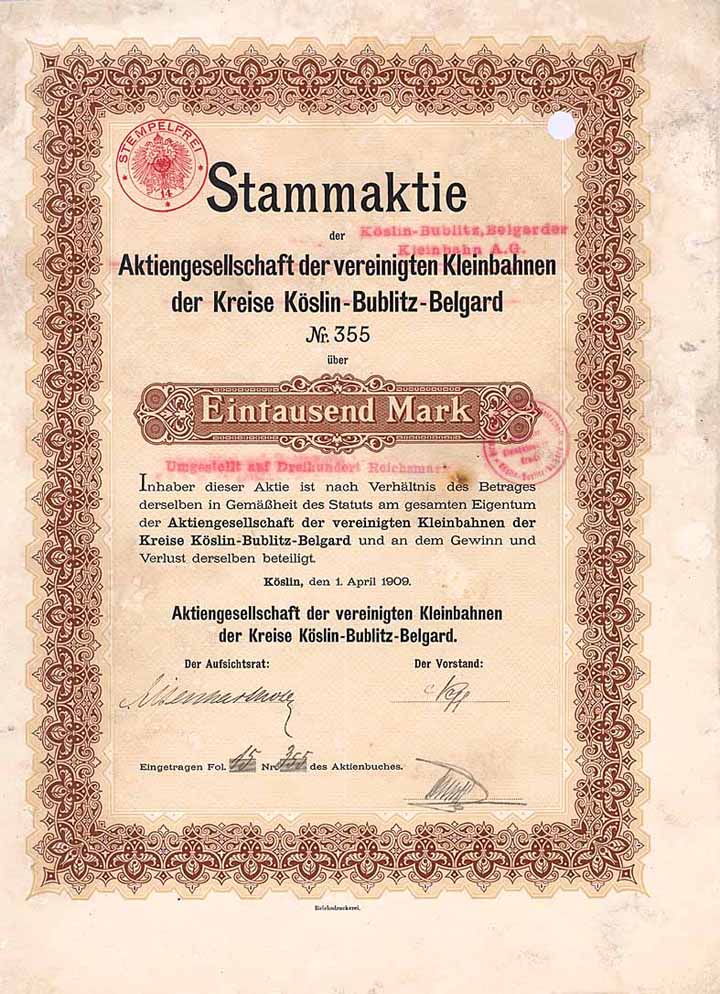 STEMPELFREI
14
Stammaktie
der
Köslin-Bublitz, Belgarder
Kleinbahn A.G.
Aktiengesellschaft der vereinigten Kleinbahnen
der Kreise Köslin-Bublitz-Belgard
Nr. 355
über
Eintausend Mark
Umgestellt auf Dreihundert Reichsmark
Inhaber dieser Aktie ist nach Verhältnis des Betrages
derselben in Gemäßheit des Statuts am gesamten Eigentum
der Aktiengesellschaft der vereinigten Kleinbahnen der
Kreise Köslin-Bublitz-Belgard und an dem Gewinn und
Verlust derselben beteiligt.
Köslin, den 1. April 1909.
Aktiengesellschaft der vereinigten Kleinbahnen
der Kreise Köslin-Bublitz-Belgard.
Der Aufsichtsrat: Der Vorstand:
Eingetragen Fol. 15 Nr. 355 des Aktienbuches.
Reichsdruckerei.